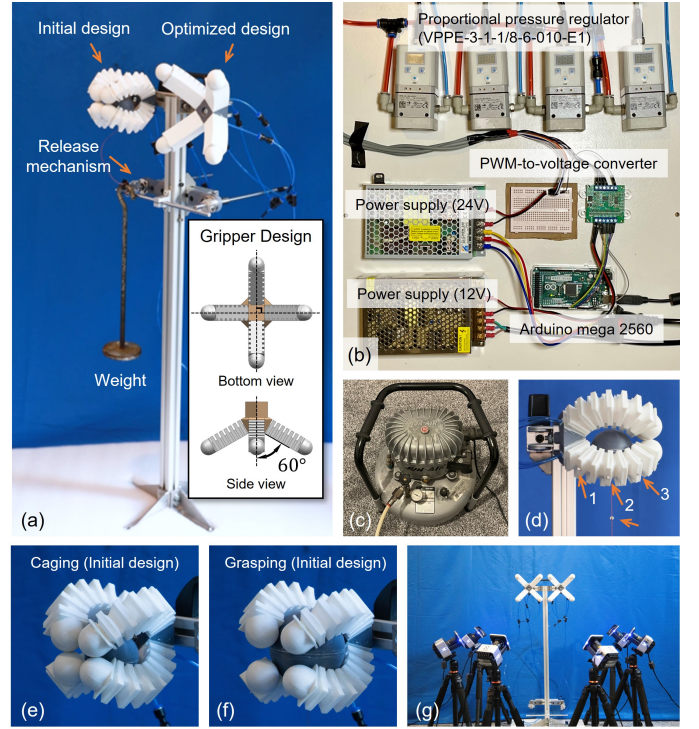 Initial design
Optimized design
Release
mechanism
Weight
Gripper Design
Bottom view
60°
Side view
(a)
Proportional pressure regulator
(VPPE-3-1-1/8-6-010-E1)
PWM-to-voltage converter
Power supply (24V)
Power supply (12V)
Arduino mega 2560
(b)
(c)
1
2
3
(d)
Caging (Initial design)
(e)
Grasping (Initial design)
(f)
(g)